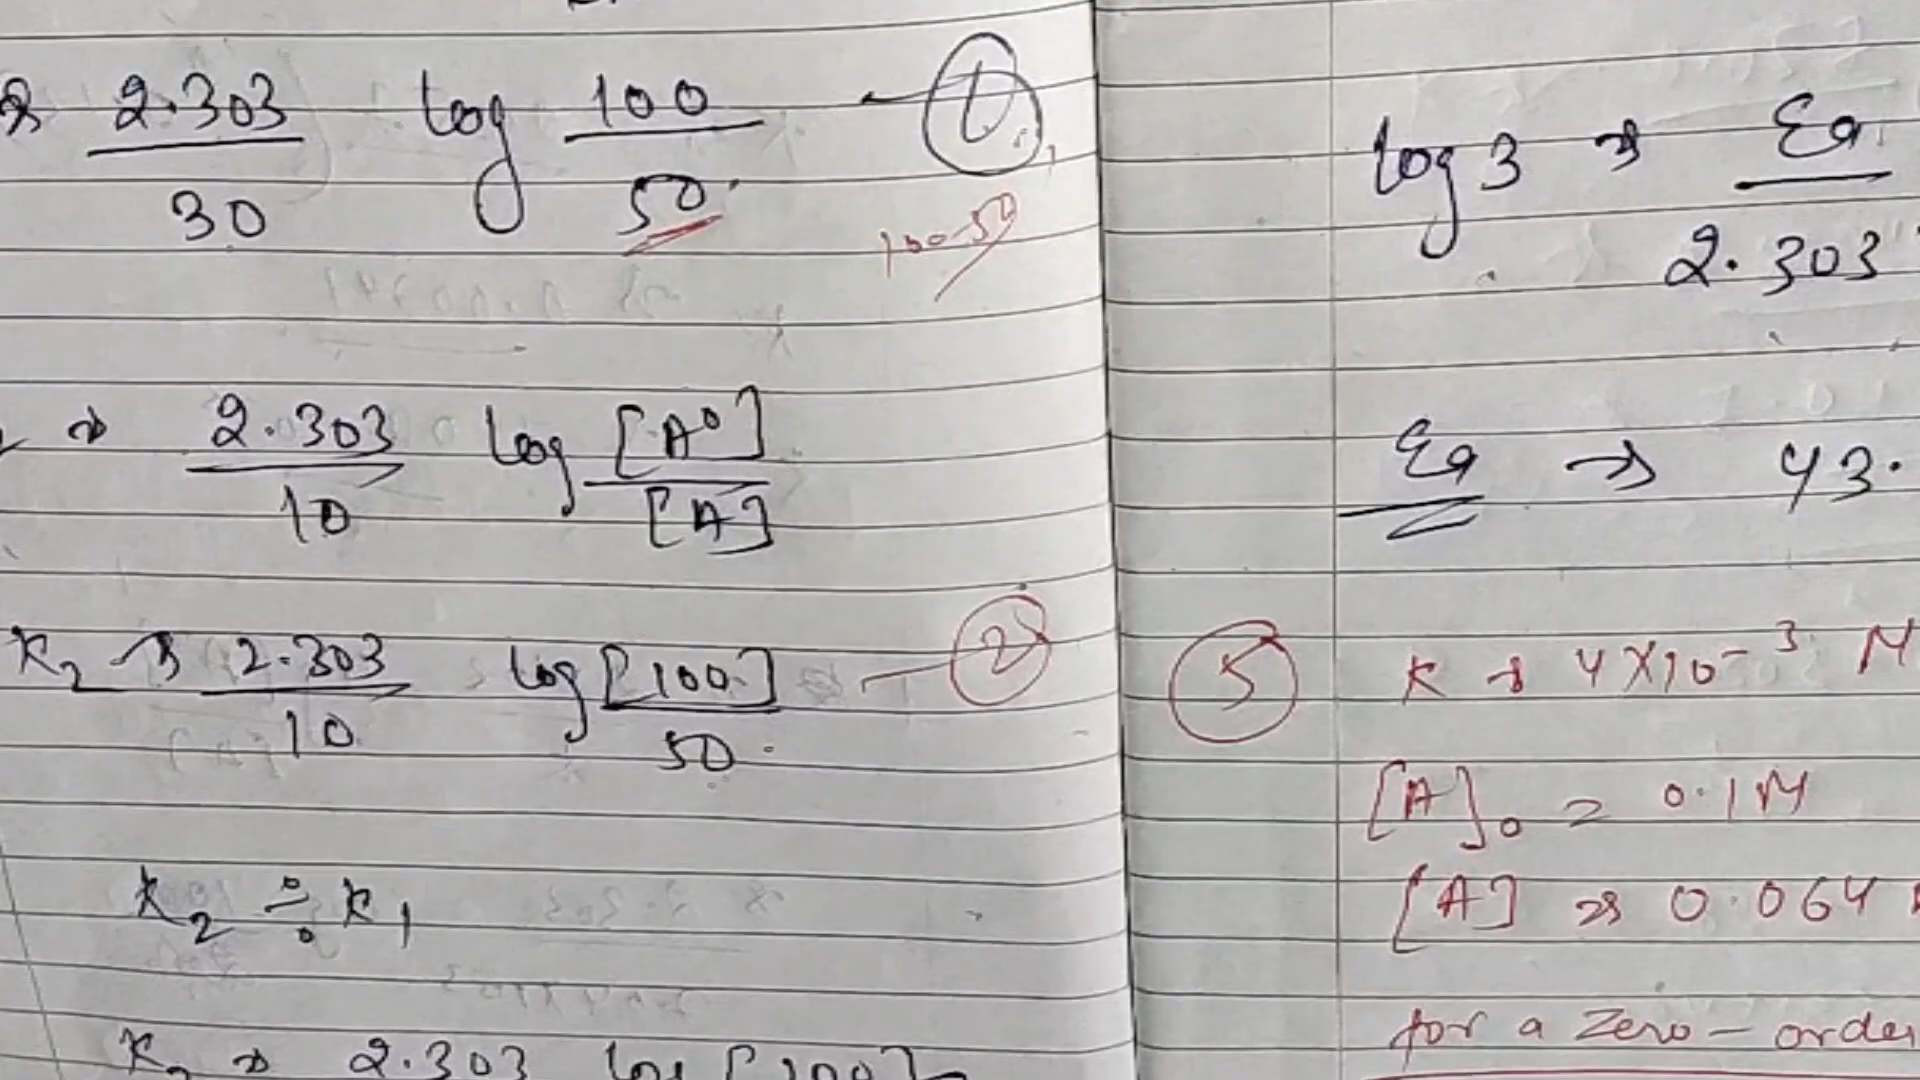 2.303 log 100 — 1
30 50
100-50
⇒ 2.303 log [A°]
10 [A]
K₂ → 2.303 log [100] — 2
10 50
K₂ ÷ K₁
K₂ ⇒ 2.303 log [100]
log 3 ⇒ Ea
2.303
Ea → 43.
5 K → 4×10⁻³ M
[A]₀ = 0.1M
[A] ⇒ 0.064
for a zero-order